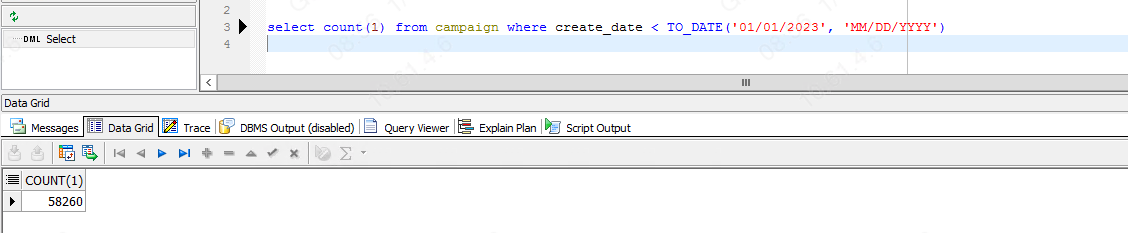 2
3 select count(1) from campaign where create_date < TO_DATE('01/01/2023', 'MM/DD/YYYY')
DML Select
4
Data Grid
Messages Data Grid Trace DBMS Output (disabled) Query Viewer Explain Plan Script Output
COUNT(1)
58260